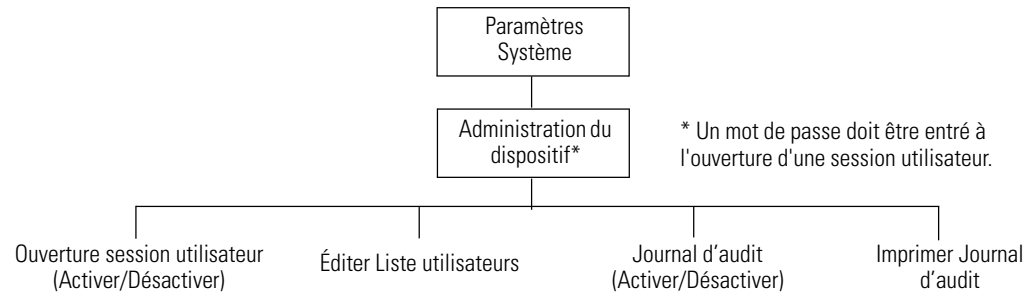 Paramètres
Système
Administration du
dispositif*
* Un mot de passe doit être entré à
l'ouverture d'une session utilisateur.
Ouverture session utilisateur
(Activer/Désactiver)
Éditer Liste utilisateurs
Journal d’audit
(Activer/Désactiver)
Imprimer Journal
d’audit